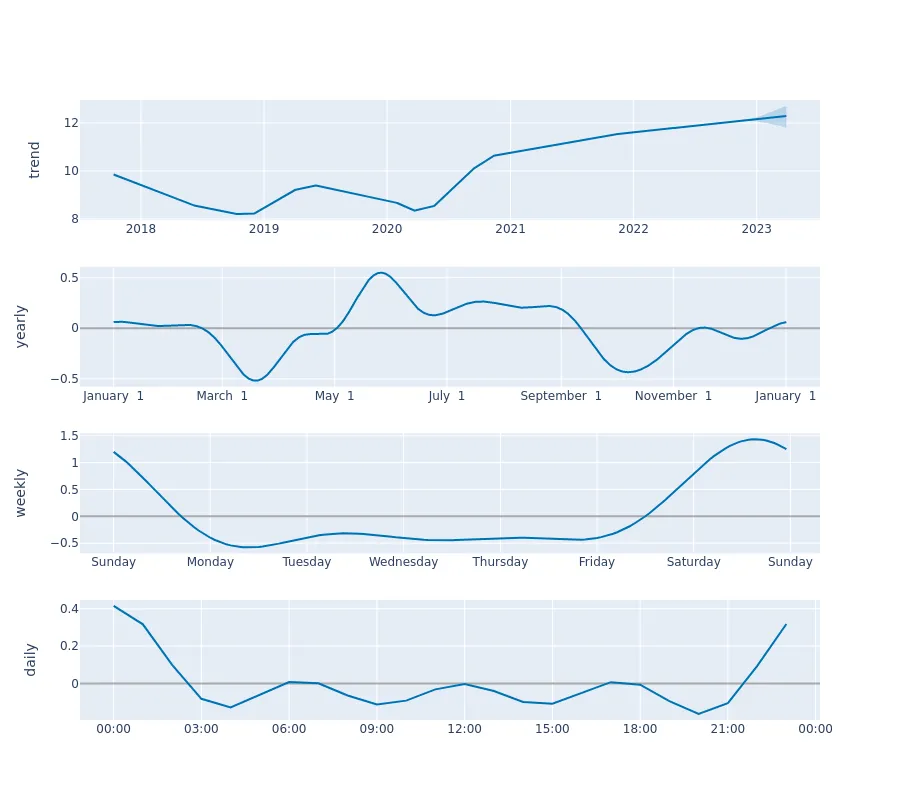 trend
12
10
8
2018 2019 2020 2021 2022 2023
yearly
0.5
0
−0.5
January 1 March 1 May 1 July 1 September 1 November 1 January 1
weekly
1.5
1
0.5
0
−0.5
Sunday Monday Tuesday Wednesday Thursday Friday Saturday Sunday
daily
0.4
0.2
0
00:00 03:00 06:00 09:00 12:00 15:00 18:00 21:00 00:00